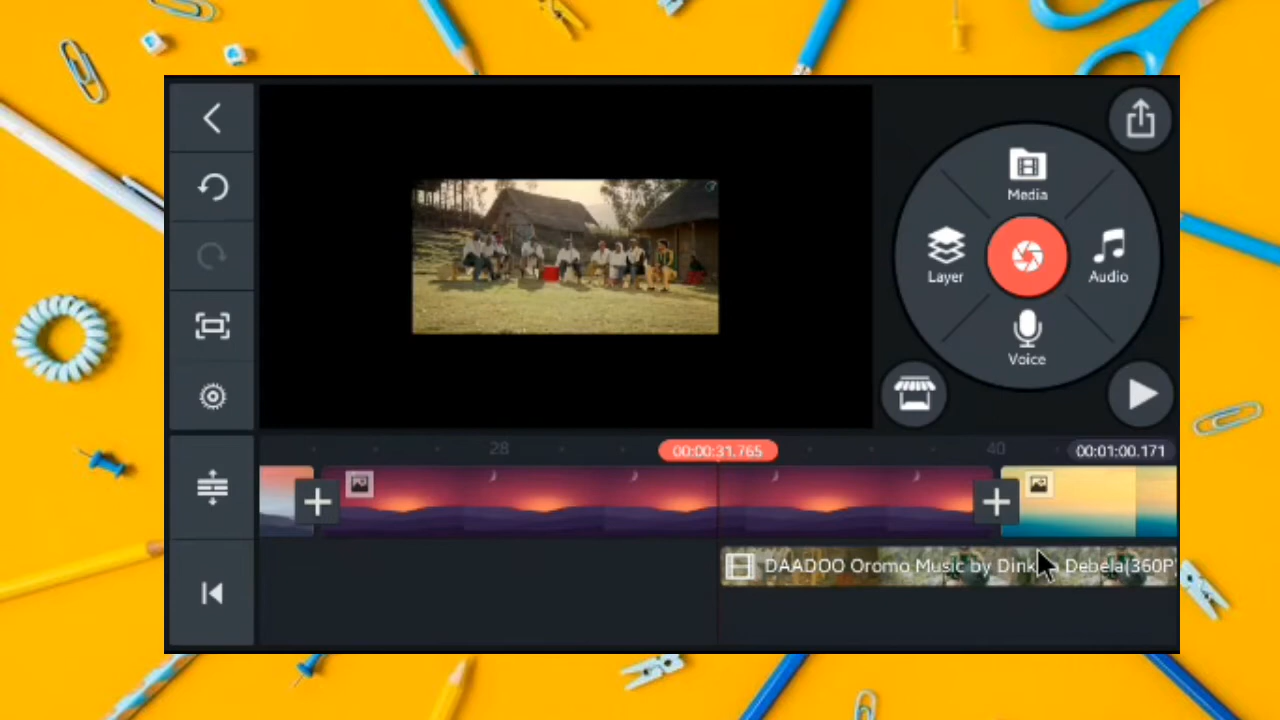 Media
Layer
Audio
Voice
28
00:00:31.765
40
00:01:00.171
DAADOO Oromo Music by Dink Debela(360P